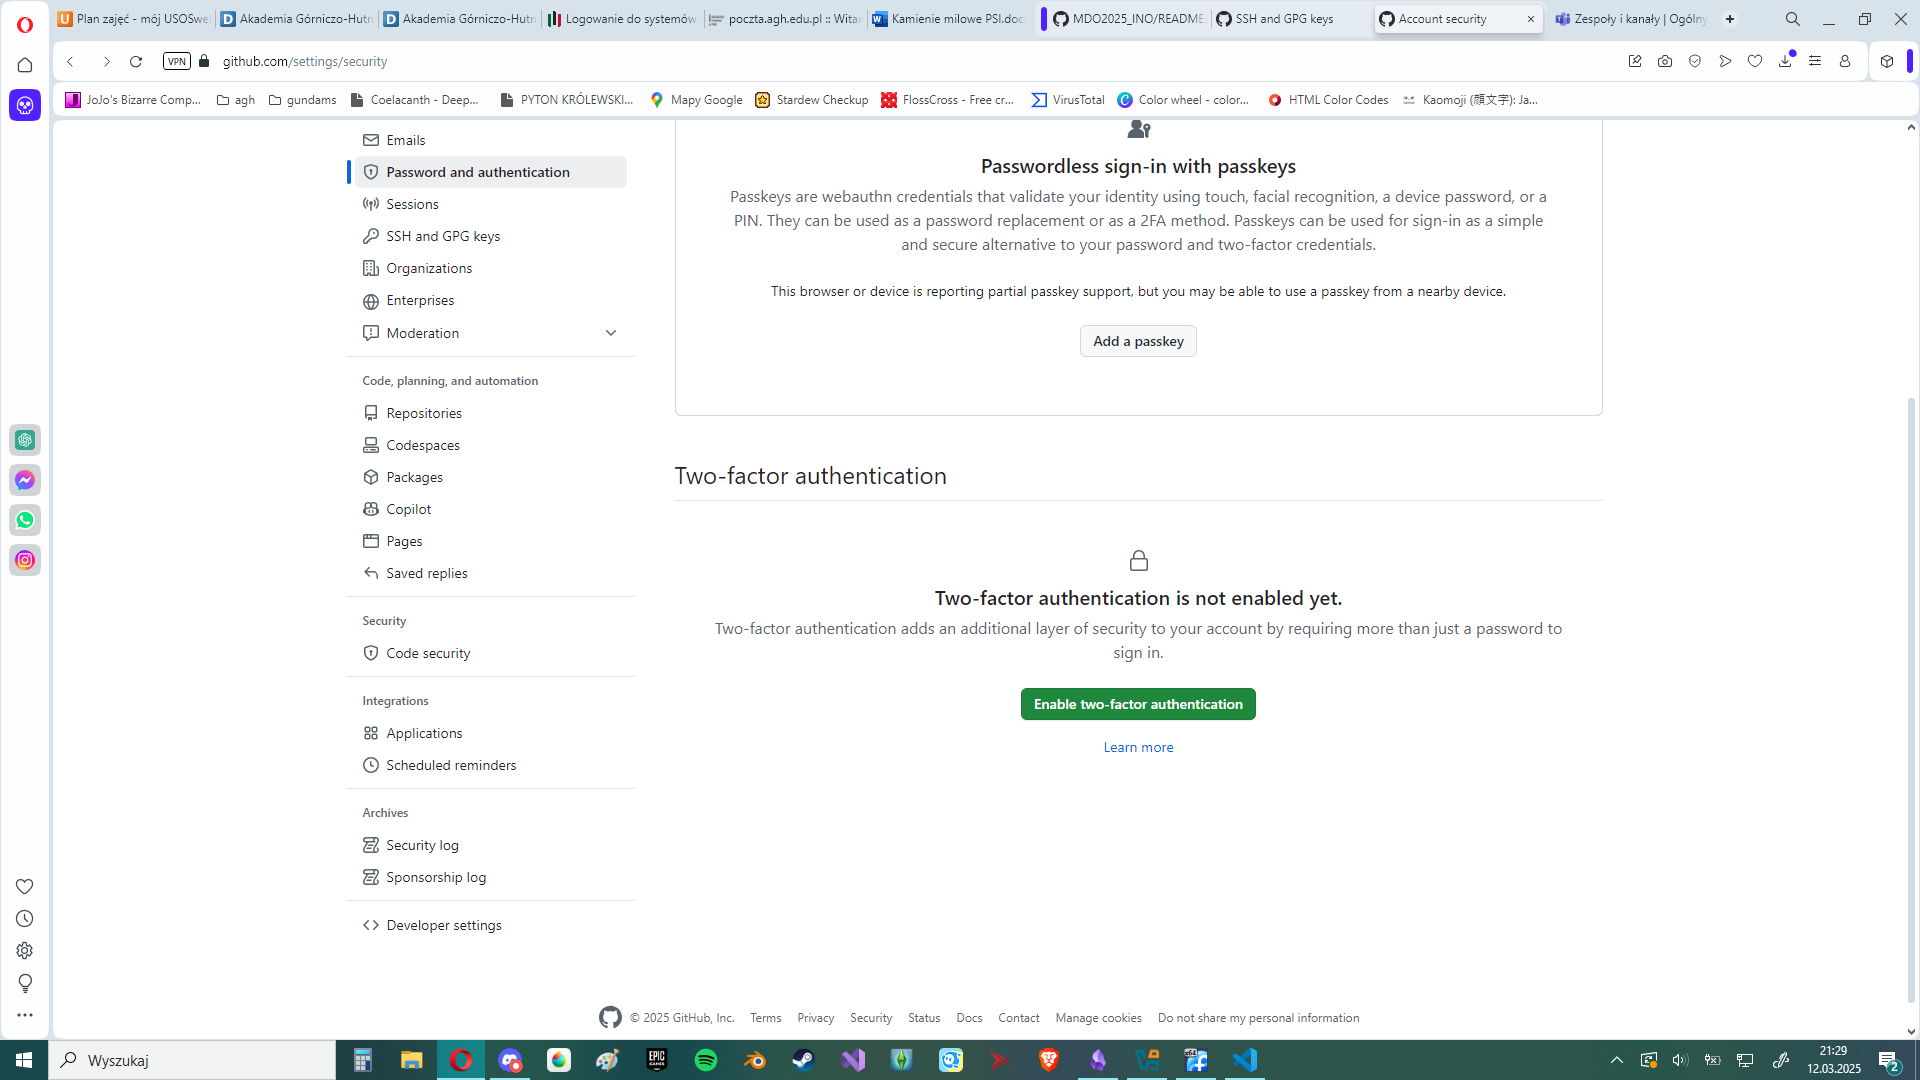 Plan zajęć - mój USOSwe
Akademia Górniczo-Hutn
Akademia Górniczo-Hutn
Logowanie do systemów
poczta.agh.edu.pl :: Witam
Kamienie milowe PSI.doc
MDO2025_INO/README
SSH and GPG keys
Account security
Zespoły i kanały | Ogólny
VPN
github.com/settings/security
JoJo's Bizarre Comp...
agh
gundams
Coelacanth - Deep...
PYTON KRÓLEWSKI...
Mapy Google
Stardew Checkup
FlossCross - Free cr...
VirusTotal
Color wheel - color...
HTML Color Codes
Kaomoji (顔文字): Ja...
Emails
Password and authentication
Sessions
SSH and GPG keys
Organizations
Enterprises
Moderation
Code, planning, and automation
Repositories
Codespaces
Packages
Copilot
Pages
Saved replies
Security
Code security
Integrations
Applications
Scheduled reminders
Archives
Security log
Sponsorship log
Developer settings
Passwordless sign-in with passkeys
Passkeys are webauthn credentials that validate your identity using touch, facial recognition, a device password, or a
PIN. They can be used as a password replacement or as a 2FA method. Passkeys can be used for sign-in as a simple
and secure alternative to your password and two-factor credentials.
This browser or device is reporting partial passkey support, but you may be able to use a passkey from a nearby device.
Add a passkey
Two-factor authentication
Two-factor authentication is not enabled yet.
Two-factor authentication adds an additional layer of security to your account by requiring more than just a password to
sign in.
Enable two-factor authentication
Learn more
© 2025 GitHub, Inc.
Terms
Privacy
Security
Status
Docs
Contact
Manage cookies
Do not share my personal information
Wyszukaj
EPIC
GAMES
21:29
12.03.2025
2